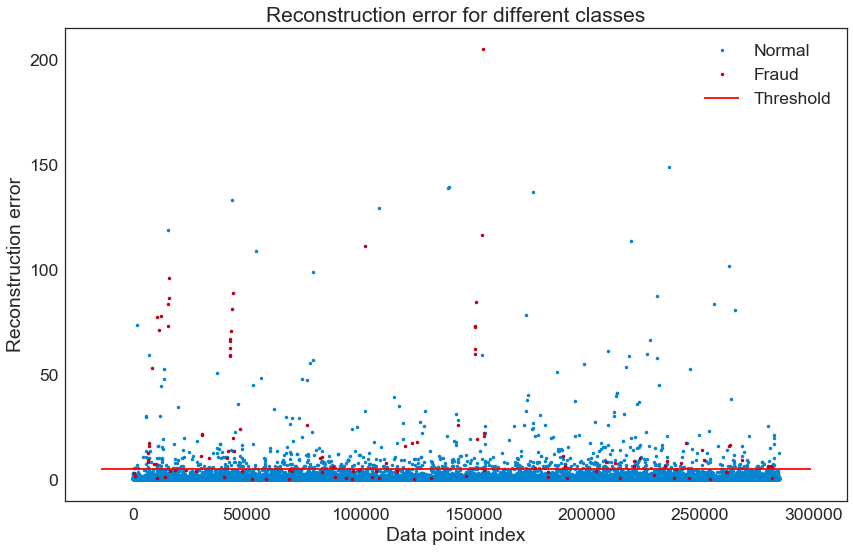 Reconstruction error for different classes
Normal
Fraud
Threshold
Reconstruction error
200
150
100
50
0
0 50000 100000 150000 200000 250000 300000
Data point index